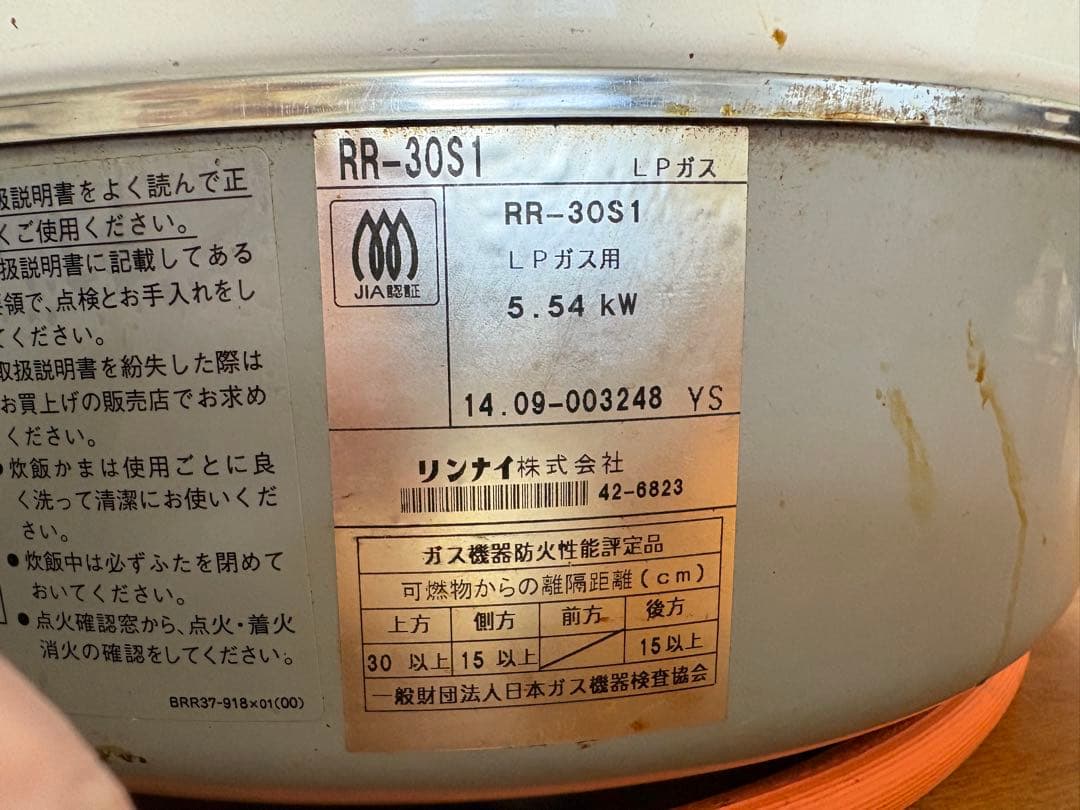 扱説明書をよく読んで正
くご使用ください。
扱説明書に記載してある
領で、点検とお手入れをし
てください。
取扱説明書を紛失した際は
お買上げの販売店でお求め
ください。
炊飯かまは使用ごとに良
く洗って清潔にお使いくだ
さい。
●炊飯中は必ずふたを閉めて
おいてください。
●点火確認窓から、点火・着火
消火の確認をしてください。
BRR37-918×01(00)
RR-30S1 LPガス
JIA認証
RR-30S1
LPガス用
5.54 kW
14.09-003248 YS
リンナイ株式会社
42-6823
ガス機器防火性能評定品
可燃物からの離隔距離(cm)
上方 側方 前方 後方
30 以上 15 以上 15 以上
一般財団法人日本ガス機器検査協会